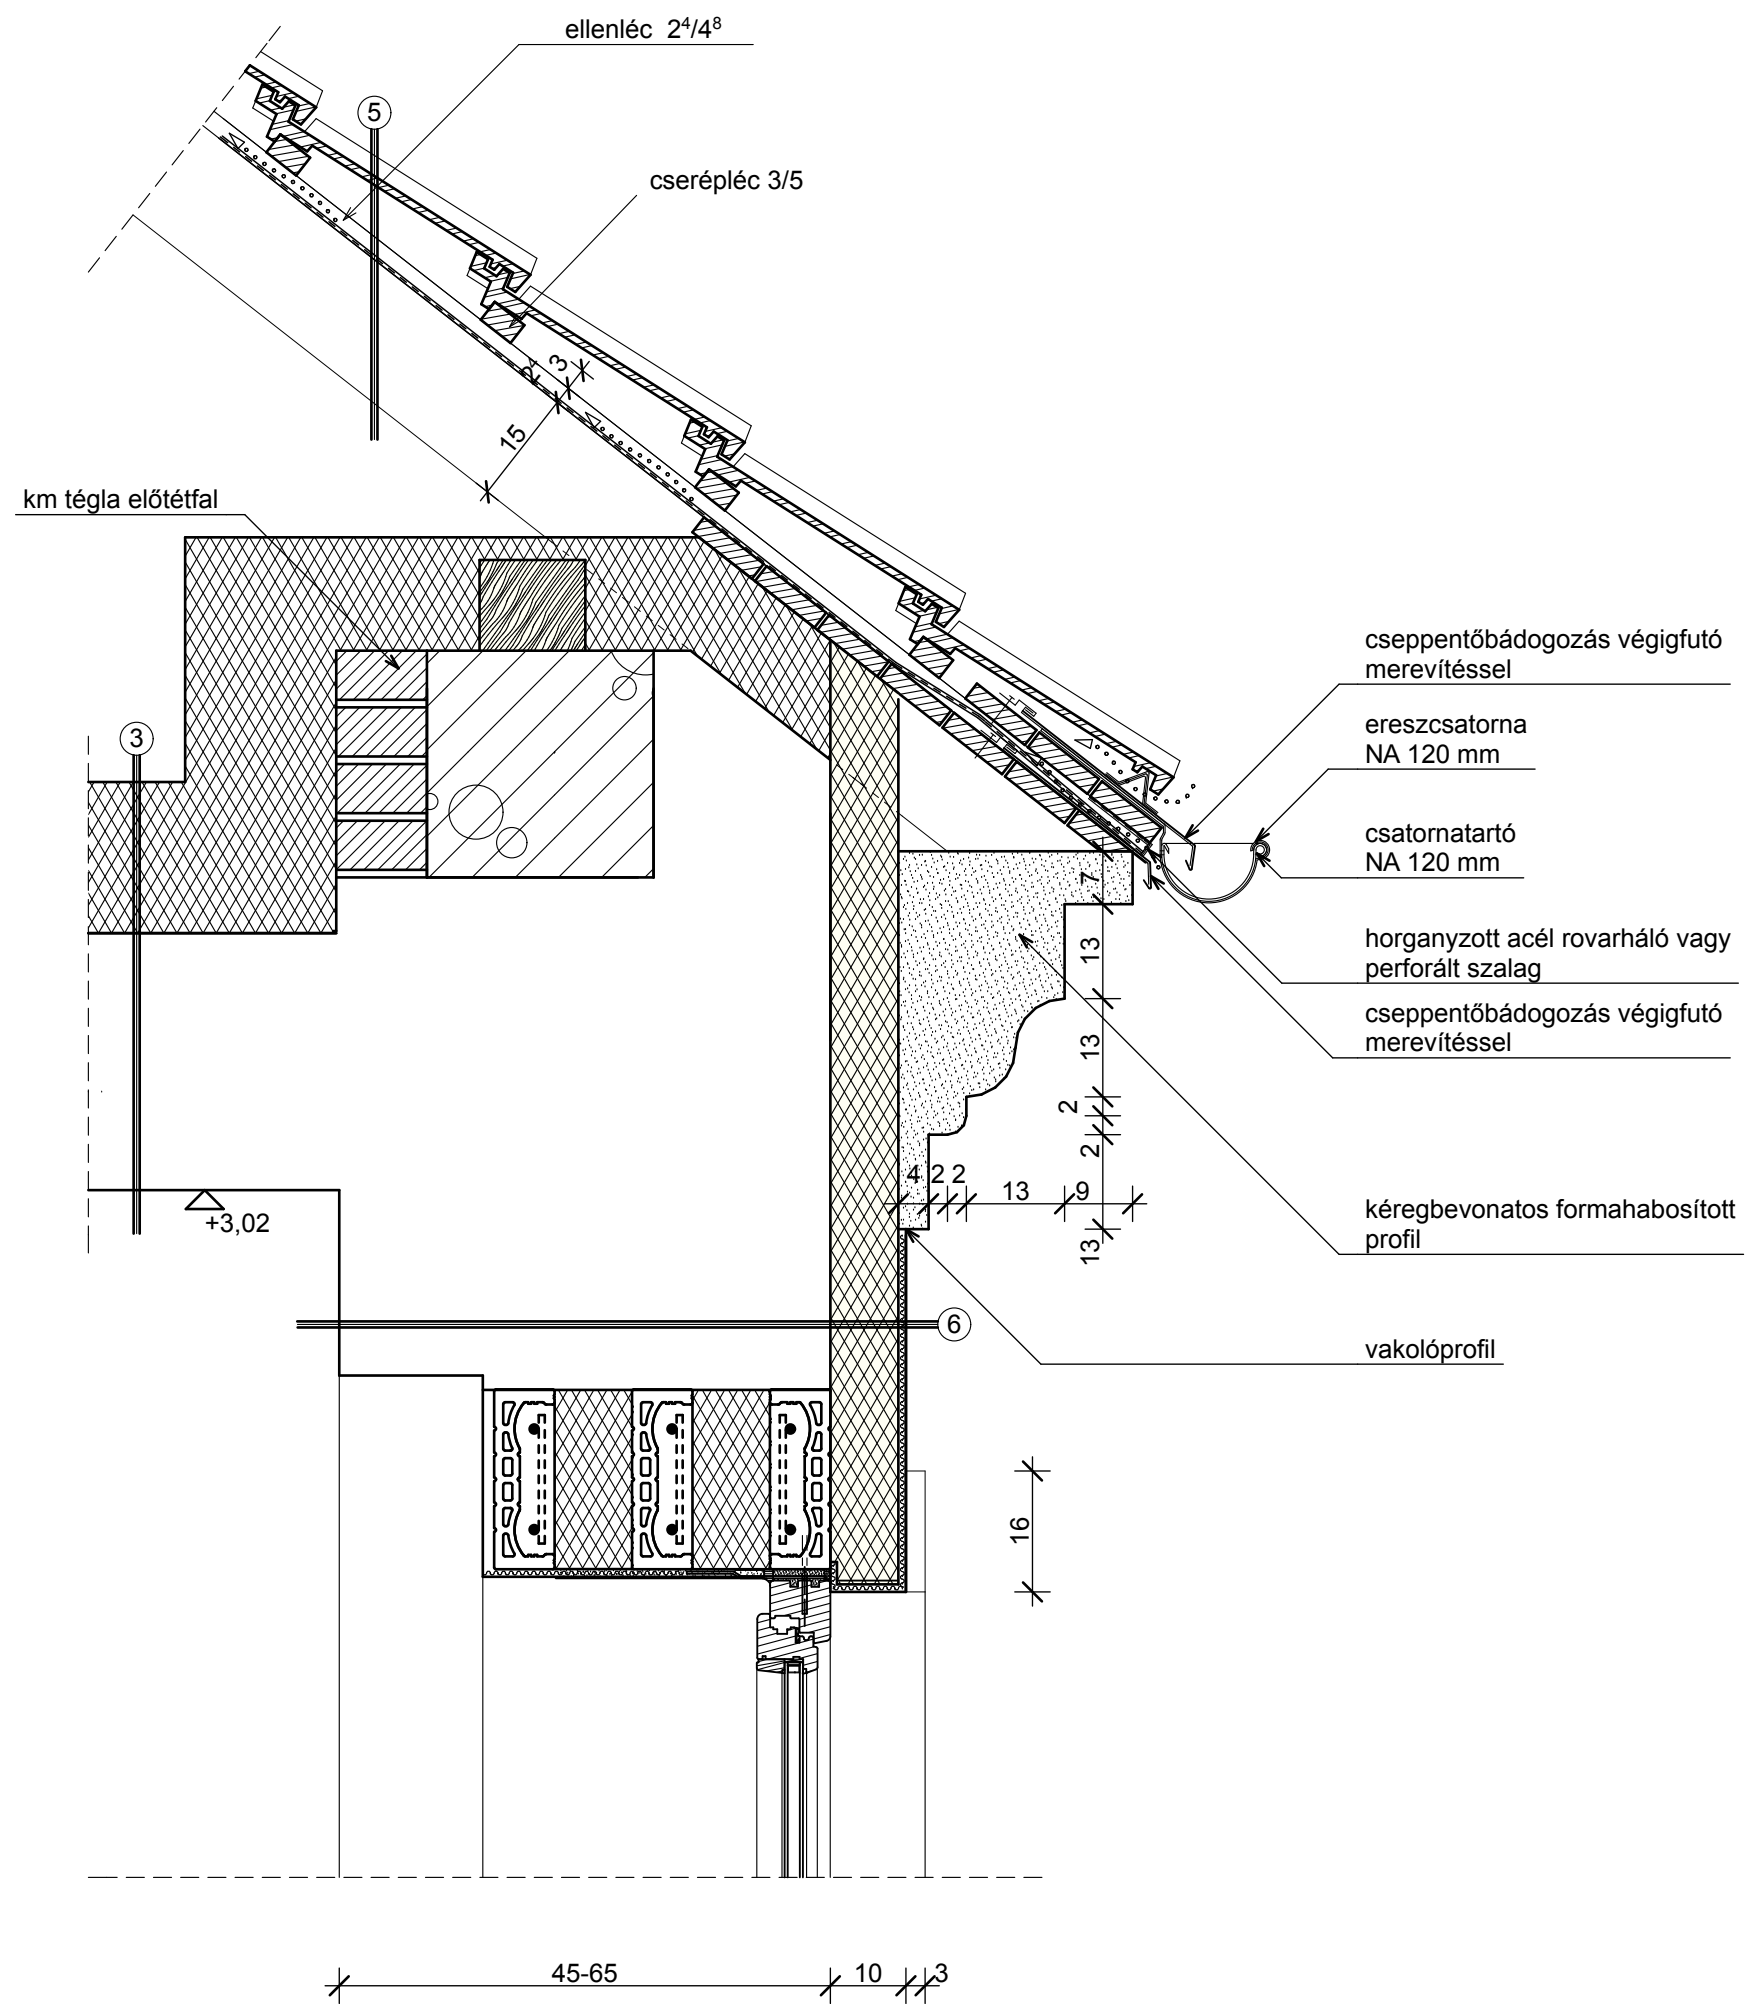 ellenléc 2⁴/4⁸
5
cserépléc 3/5
3
2⁴
15
km tégla előtétfal
cseppentőbádogozás végigfutó
merevítéssel
ereszcsatorna
NA 120 mm
3
csatornatartó
NA 120 mm
7
horganyzott acél rovarháló vagy
perforált szalag
13
cseppentőbádogozás végigfutó
merevítéssel
13
2
2
4 2 2 13 9
+3,02
kéregbevonatos formahabosított
profil
13
6
vakolóprofil
16
45-65 10 3